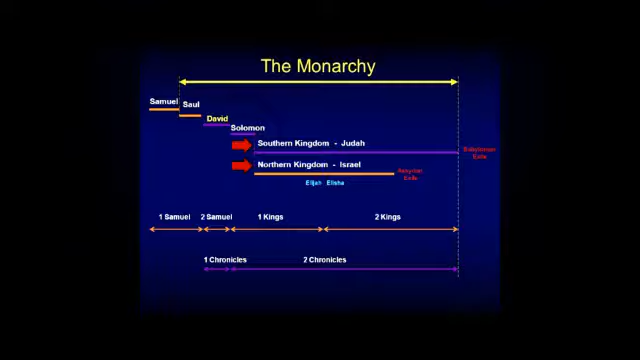 The Monarchy
Samuel
Saul
David
Solomon
Southern Kingdom - Judah
Babylonian
Exile
Northern Kingdom - Israel
Assyrian
Exile
Elijah Elisha
1 Samuel 2 Samuel 1 Kings 2 Kings
1 Chronicles 2 Chronicles